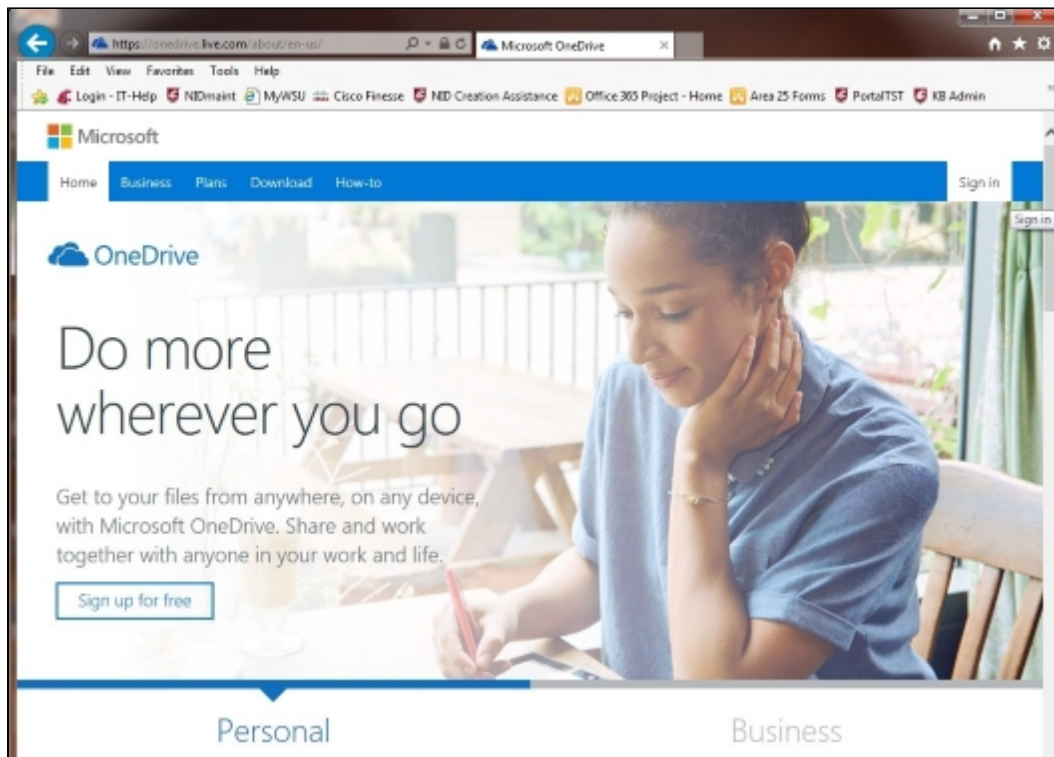 https://onedrive.live.com/about/en-us/
Microsoft OneDrive
File Edit View Favorites Tools Help
Login - IT-Help NIDmaint MyWSU Cisco Finesse NID Creation Assistance Office 365 Project - Home Area 25 Forms PortalTST KB Admin
Microsoft
Home Business Plans Download How-to Sign in
Sign in
OneDrive
Do more
wherever you go
Get to your files from anywhere, on any device,
with Microsoft OneDrive. Share and work
together with anyone in your work and life.
Sign up for free
Personal Business